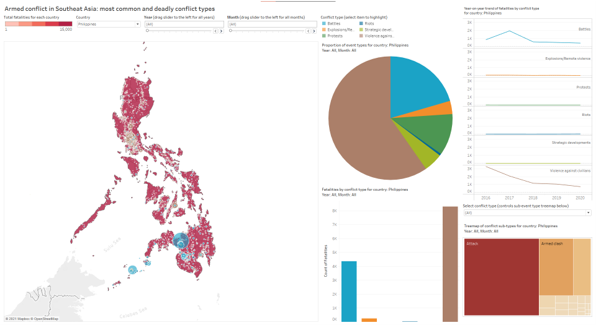 Armed conflict in Southeast Asia: most common and deadly conflict types
Total fatalities for each country
1
Country
Philippines
Year (drag slider to the left for all years)
(All)
Month (drag slider to the left for all months)
(All)
Conflict type (select item to highlight)
Battles
Explosions/Re..
Protests
Riots
Strategic devel..
Violence against..
Proportion of event types for country: Philippines
Year: All, Month: All
Fatalities by conflict type for country: Philippines
Year: All, Month: All
Count of fatalities
Year-on-year trend of fatalities by conflict type
for country: Philippines
Battles
Explosions/Remote violence
Protests
Riots
Strategic developments
Violence against civilians
2016 2017 2018 2019 2020
Select conflict type (controls sub-event type treemap below)
(All)
Treemap of conflict sub-types for country: Philippines
Year: All, Month: All
Attack
Armed clash
© 2021 Mapbox © OpenStreetMap